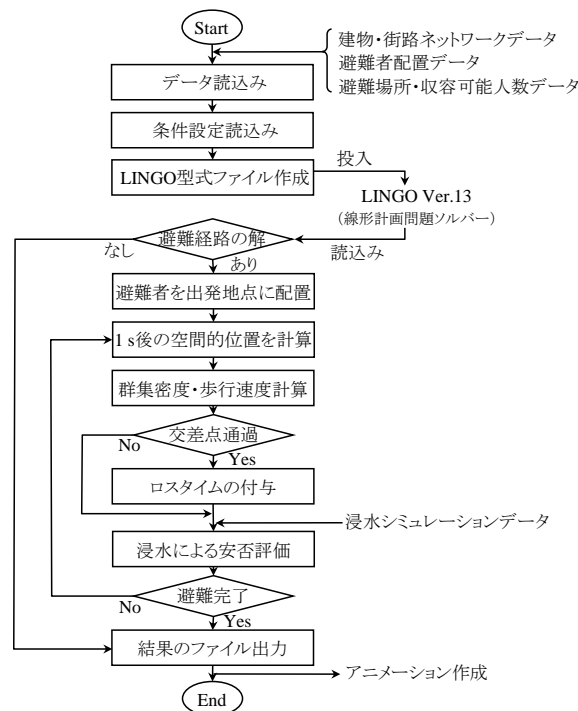 Start
建物・街路ネットワークデータ
避難者配置データ
避難場所・収容可能人数データ
データ読込み
条件設定読込み
LINGO型式ファイル作成
投入
LINGO Ver.13
(線形計画問題ソルバー)
読込み
避難経路の解
なし
あり
避難者を出発地点に配置
1 s後の空間的位置を計算
群集密度・歩行速度計算
交差点通過
No
Yes
ロスタイムの付与
浸水シミュレーションデータ
浸水による安否評価
避難完了
No
Yes
結果のファイル出力
アニメーション作成
End